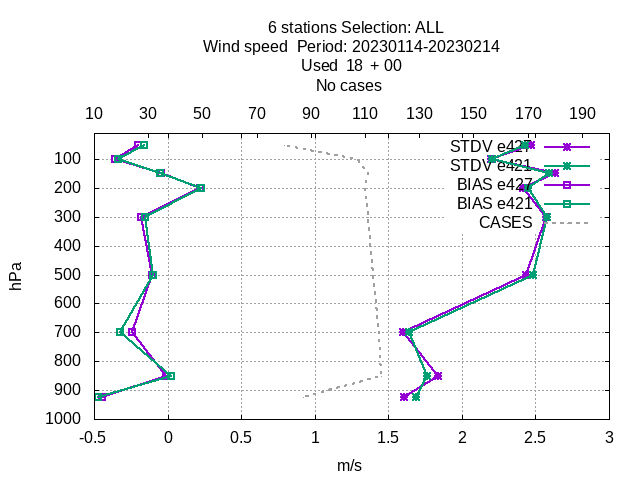 6 stations Selection: ALL
Wind speed  Period: 20230114-20230214
Used  18 + 00
No cases
10 30 50 70 90 110 130 150 170 190
STDV e427
STDV e421
BIAS e427
BIAS e421
CASES
100
200
300
400
500
600
700
800
900
1000
hPa
-0.5 0 0.5 1 1.5 2 2.5 3
m/s